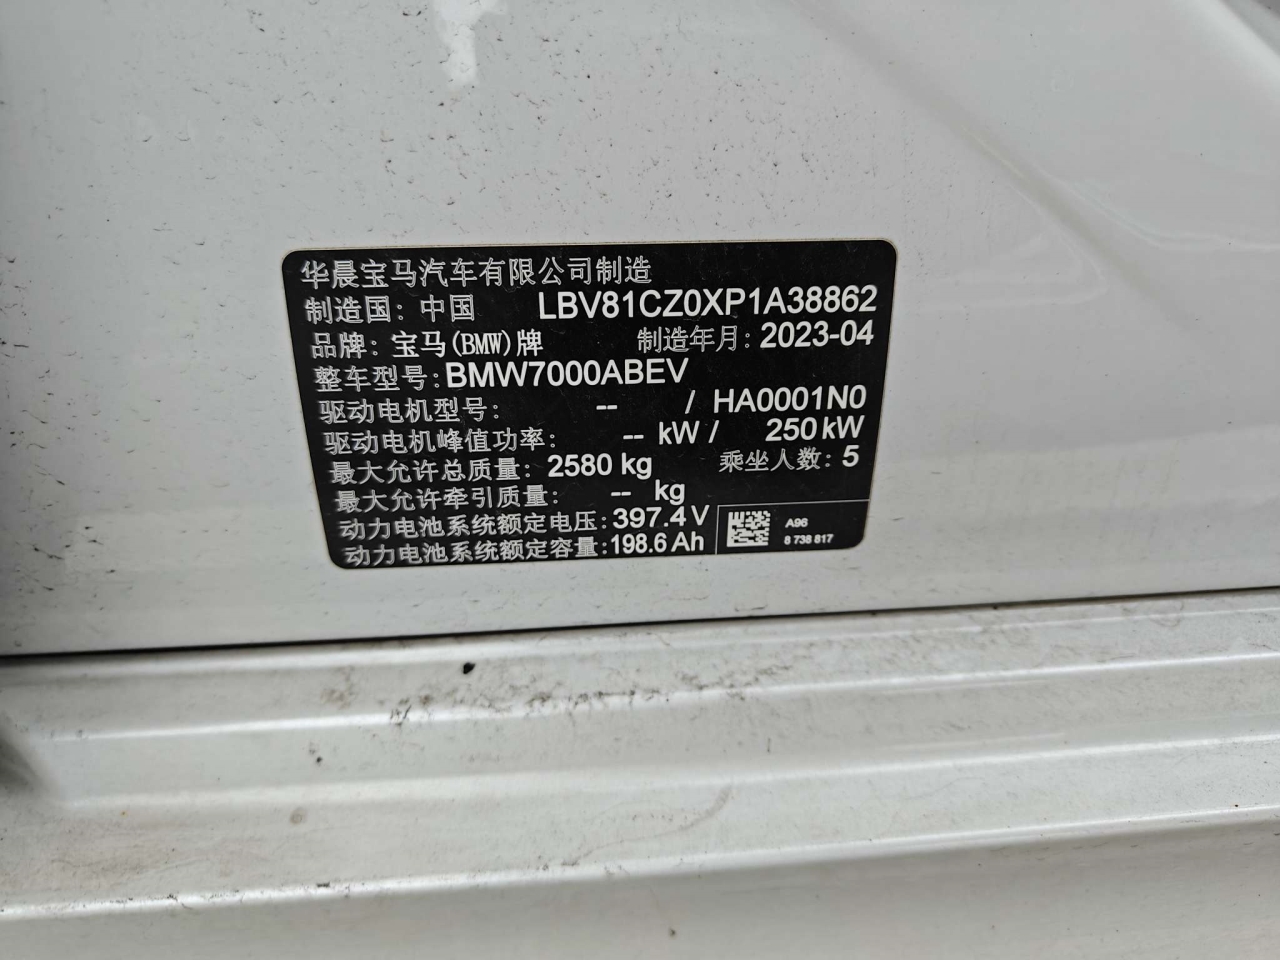 华晨宝马汽车有限公司制造
制造国: 中国 LBV81CZ0XP1A38862
品牌: 宝马(BMW)牌 制造年月: 2023-04
整车型号: BMW7000ABEV
驱动电机型号: -- / HA0001N0
驱动电机峰值功率: -- kW / 250 kW
最大允许总质量: 2580 kg 乘坐人数: 5
最大允许牵引质量: -- kg
动力电池系统额定电压: 397.4 V
动力电池系统额定容量: 198.6 Ah
A96
8 738 817